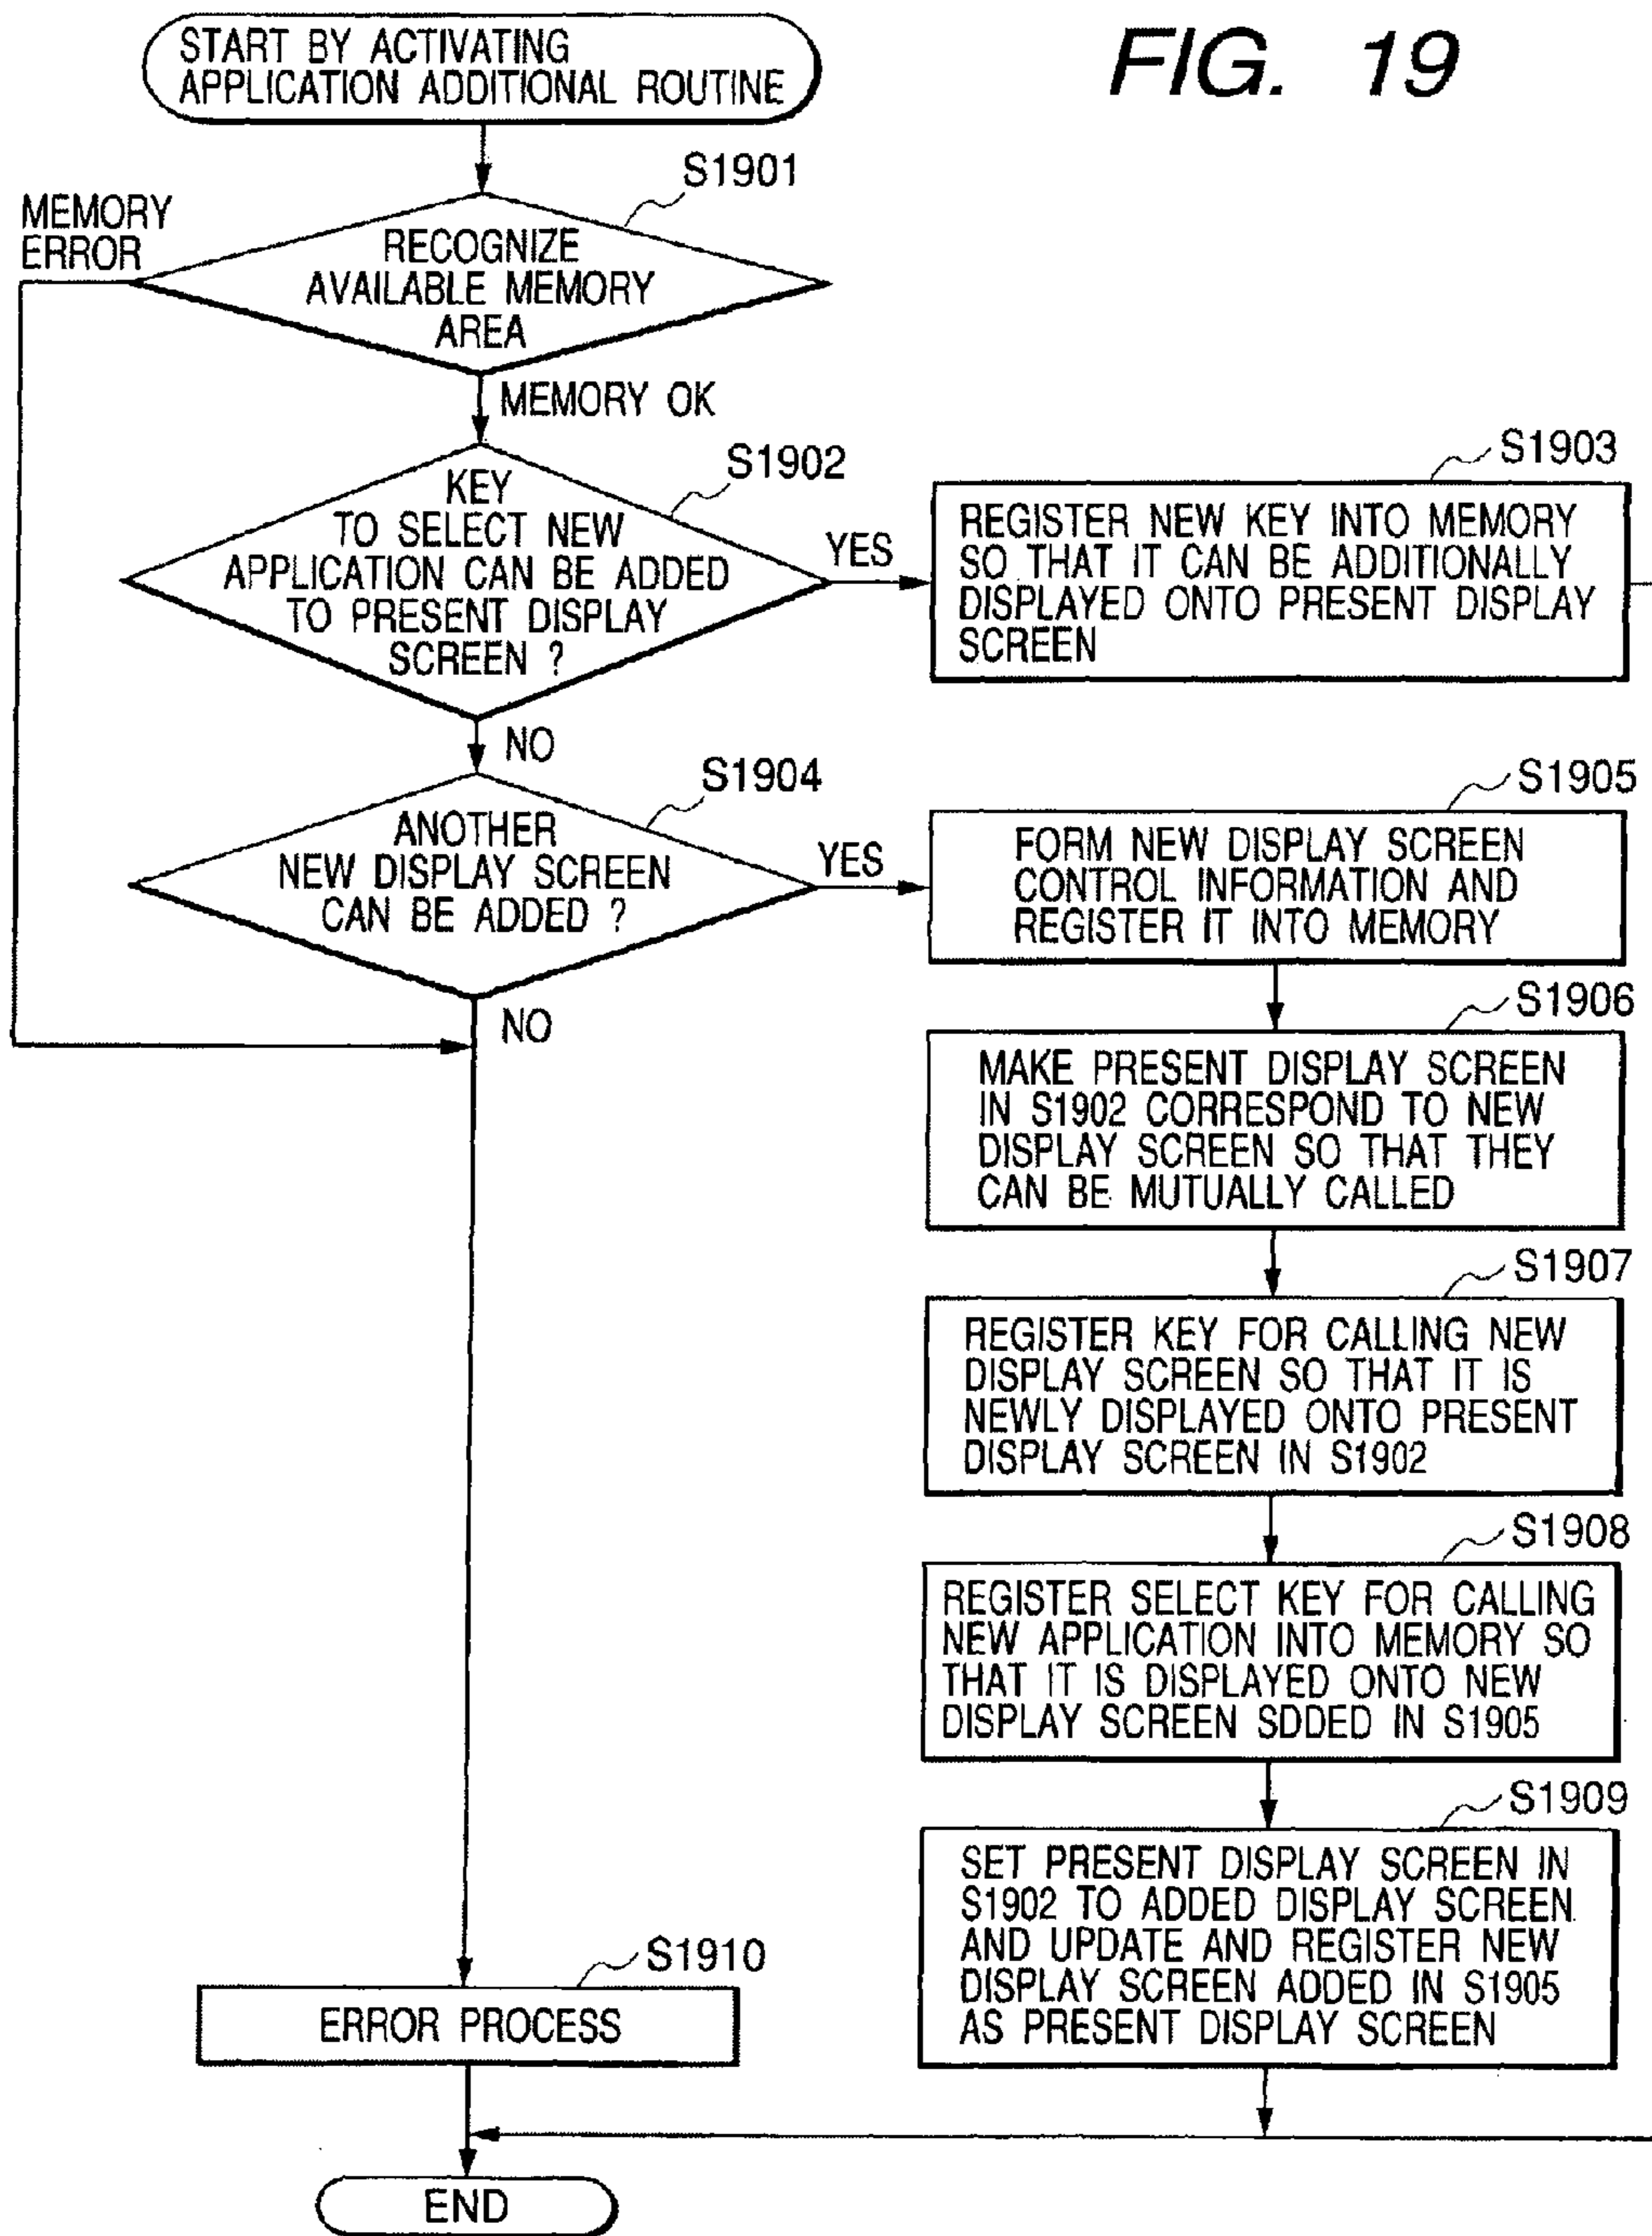 FIG. 19
START BY ACTIVATING
APPLICATION ADDITIONAL ROUTINE
S1901
MEMORY
ERROR
RECOGNIZE
AVAILABLE MEMORY
AREA
MEMORY OK
S1902
KEY
TO SELECT NEW
APPLICATION CAN BE ADDED
TO PRESENT DISPLAY
SCREEN ?
YES
S1903
REGISTER NEW KEY INTO MEMORY
SO THAT IT CAN BE ADDITIONALLY
DISPLAYED ONTO PRESENT DISPLAY
SCREEN
NO
S1904
ANOTHER
NEW DISPLAY SCREEN
CAN BE ADDED ?
YES
S1905
FORM NEW DISPLAY SCREEN
CONTROL INFORMATION AND
REGISTER IT INTO MEMORY
NO
S1906
MAKE PRESENT DISPLAY SCREEN
IN S1902 CORRESPOND TO NEW
DISPLAY SCREEN SO THAT THEY
CAN BE MUTUALLY CALLED
S1907
REGISTER KEY FOR CALLING NEW
DISPLAY SCREEN SO THAT IT IS
NEWLY DISPLAYED ONTO PRESENT
DISPLAY SCREEN IN S1902
S1908
REGISTER SELECT KEY FOR CALLING
NEW APPLICATION INTO MEMORY SO
THAT IT IS DISPLAYED ONTO NEW
DISPLAY SCREEN SDDED IN S1905
S1909
SET PRESENT DISPLAY SCREEN IN
S1902 TO ADDED DISPLAY SCREEN
AND UPDATE AND REGISTER NEW
DISPLAY SCREEN ADDED IN S1905
AS PRESENT DISPLAY SCREEN
S1910
ERROR PROCESS
END